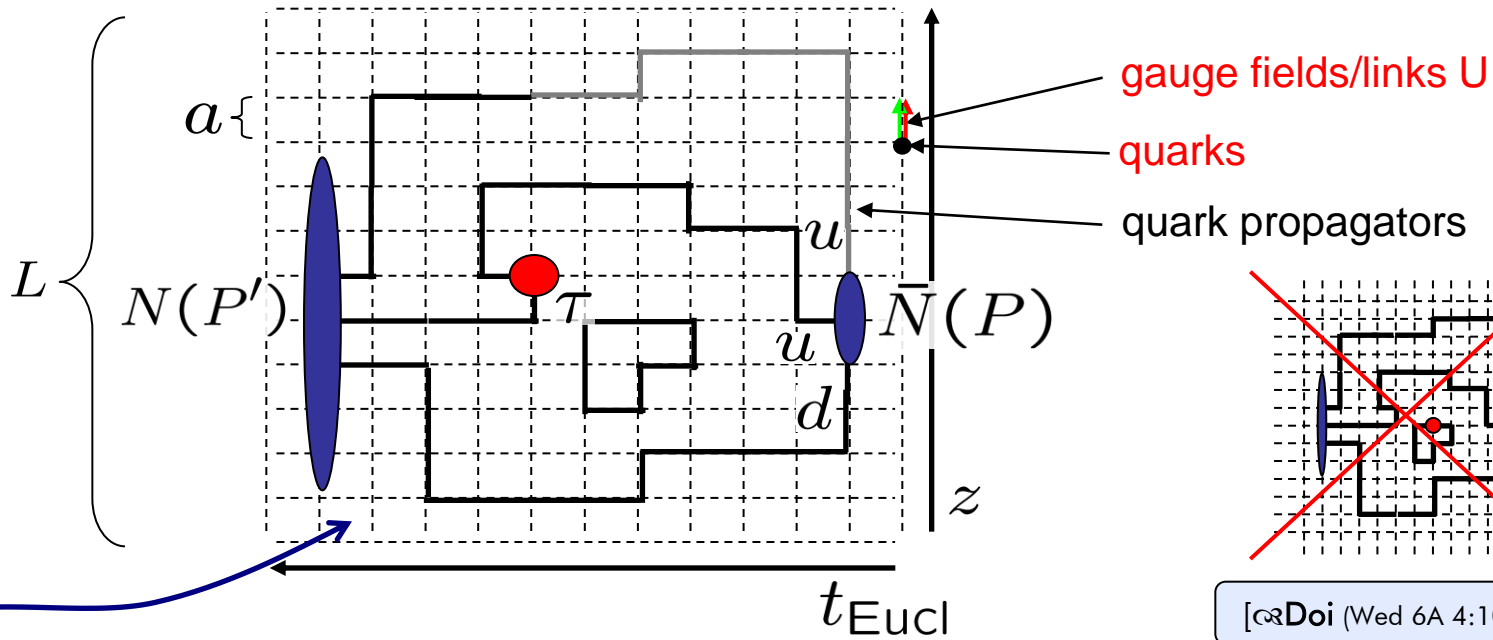 L
a
N(P')
τ
u
u
d
N̄(P)
z
t_Eucl
gauge fields/links U
quarks
quark propagators
[Doi (Wed 6A 4:1